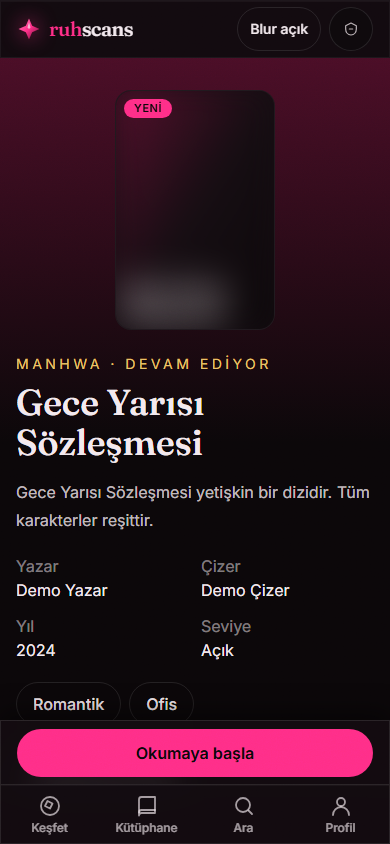 ruhscans
Blur açık
YENİ
MANHWA · DEVAM EDİYOR
Gece Yarısı
Sözleşmesi
Gece Yarısı Sözleşmesi yetişkin bir dizidir. Tüm
karakterler reşittir.
Yazar
Çizer
Demo Yazar
Demo Çizer
Yıl
Seviye
2024
Açık
Romantik
Ofis
Okumaya başla
Keşfet
Kütüphane
Ara
Profil